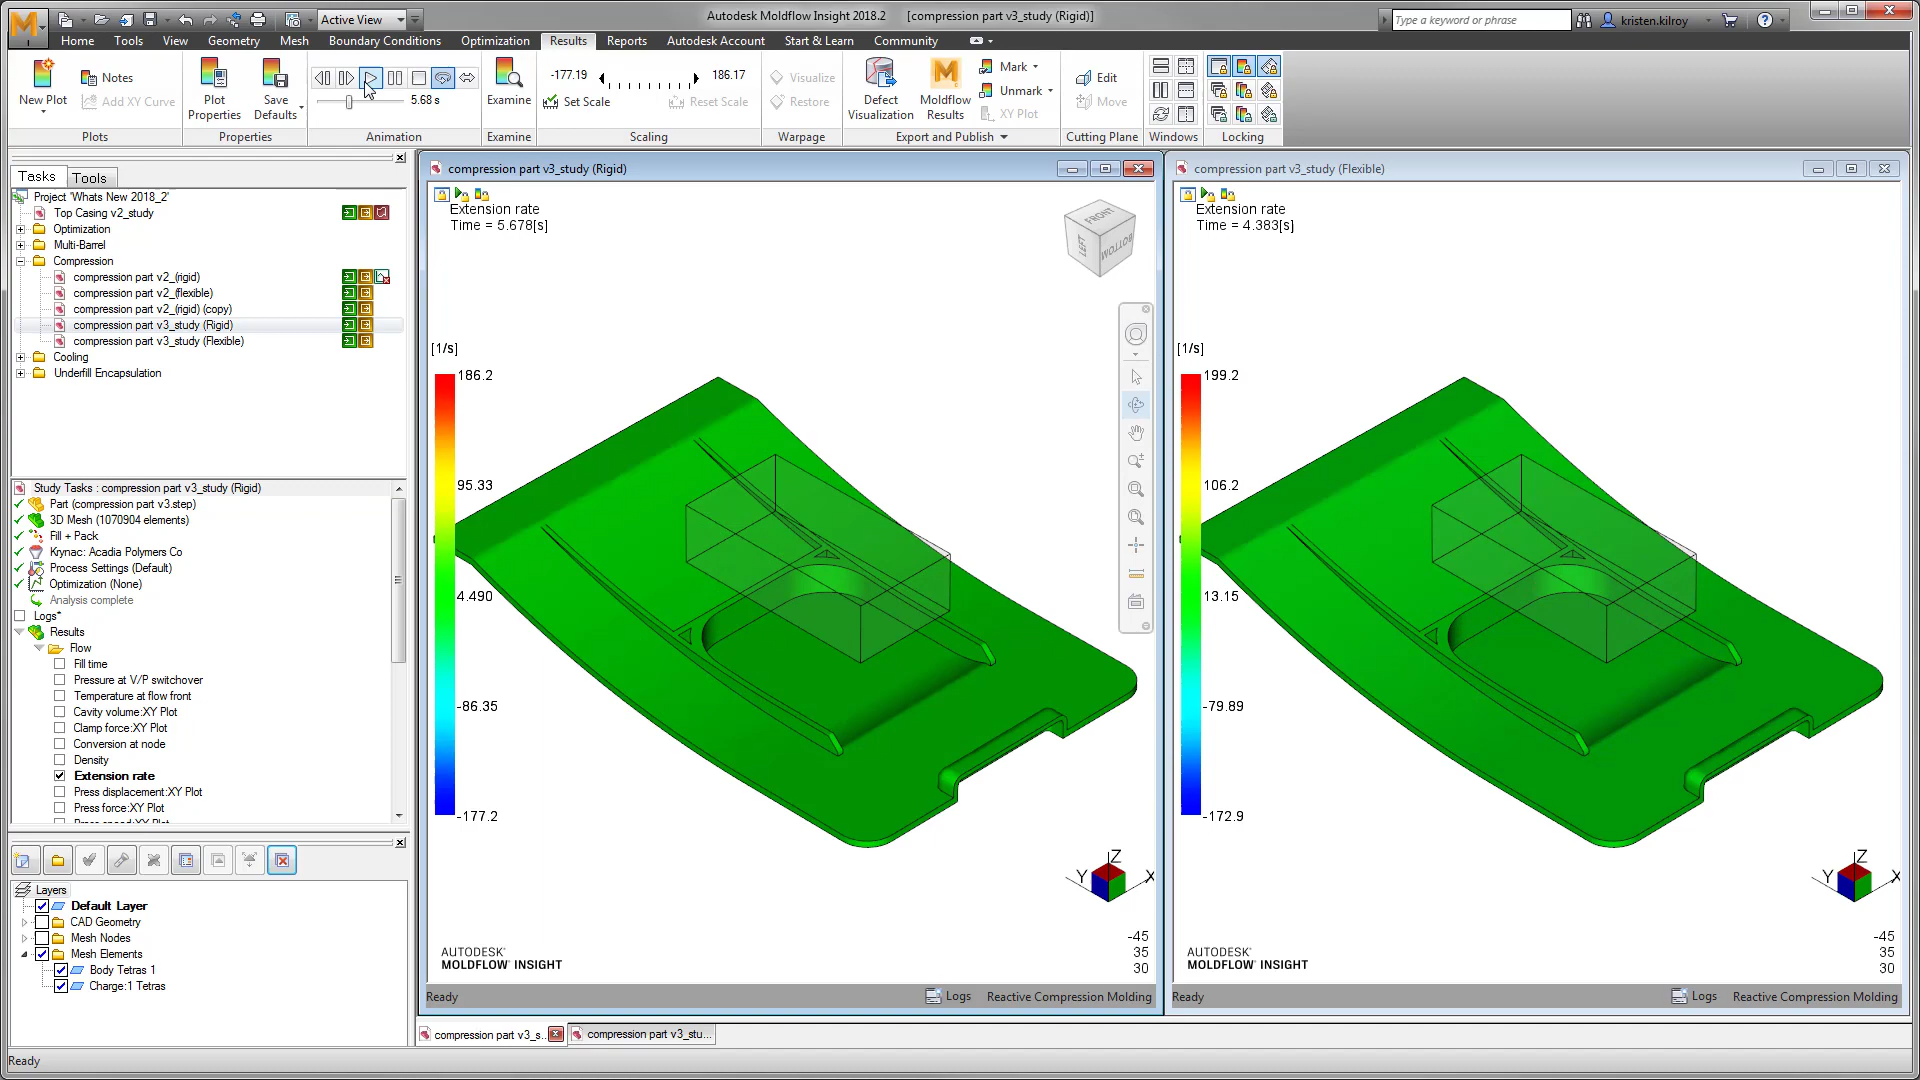 Active View
Autodesk Moldflow Insight 2018.2 [compression part v3_study (Rigid)]
Type a keyword or phrase
kristen.kilroy
Home Tools View Geometry Mesh Boundary Conditions Optimization Results Reports Autodesk Account Start & Learn Community
New Plot
Notes
Add XY Curve
Plots
Plot Properties
Save Defaults
Properties
5.68 s
Animation
Examine
Examine
-177.19 186.17
Set Scale Reset Scale
Scaling
Visualize
Restore
Warpage
Defect Visualization
Moldflow Results
Mark
Unmark
XY Plot
Export and Publish
Edit
Move
Cutting Plane
Windows
Locking
Tasks Tools
Project 'Whats New 2018_2'
Top Casing v2_study
Optimization
Multi-Barrel
Compression
compression part v2_(rigid)
compression part v2_(flexible)
compression part v2_(rigid) (copy)
compression part v3_study (Rigid)
compression part v3_study (Flexible)
Cooling
Underfill Encapsulation
Study Tasks : compression part v3_study (Rigid)
Part (compression part v3.step)
3D Mesh (1070904 elements)
Fill + Pack
Krynac: Acadia Polymers Co
Process Settings (Default)
Optimization (None)
Analysis complete
Logs*
Results
Flow
Fill time
Pressure at V/P switchover
Temperature at flow front
Cavity volume:XY Plot
Clamp force:XY Plot
Conversion at node
Density
Extension rate
Press displacement:XY Plot
Press force:XY Plot
Press speed:XY Plot
Layers
Default Layer
CAD Geometry
Mesh Nodes
Mesh Elements
Body Tetras 1
Charge:1 Tetras
compression part v3_study (Rigid)
Extension rate
Time = 5.678[s]
FRONT
LEFT
BOTTOM
[1/s]
186.2
95.33
4.490
-86.35
-177.2
Z
Y X
-45
35
30
AUTODESK®
MOLDFLOW INSIGHT
Ready Logs Reactive Compression Molding
compression part v3_study (Flexible)
Extension rate
Time = 4.383[s]
[1/s]
199.2
106.2
13.15
-79.89
-172.9
Z
Y X
-45
35
30
AUTODESK®
MOLDFLOW INSIGHT
Ready Logs Reactive Compression Molding
compression part v3_s... compression part v3_stu...
Ready